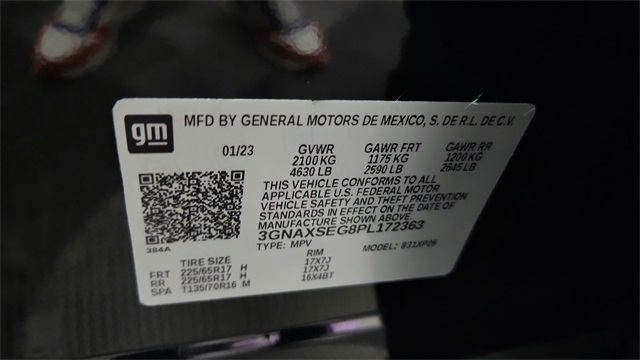 gm MFD BY GENERAL MOTORS DE MEXICO, S. DE R.L. DE C.V.
01/23 GVWR GAWR FRT GAWR RR
2100 KG 1175 KG 1200 KG
4630 LB 2590 LB 2645 LB
THIS VEHICLE CONFORMS TO ALL
APPLICABLE U.S. FEDERAL MOTOR
VEHICLE SAFETY AND THEFT PREVENTION
STANDARDS IN EFFECT ON THE DATE OF
MANUFACTURE SHOWN ABOVE.
3GNAXSEG8PL172363
384A TYPE: MPV MODEL: 831XP26
TIRE SIZE RIM
FRT 225/65R17 H 17X7J
RR 225/65R17 H 17X7J
SPA T135/70R16 M 16X4BT